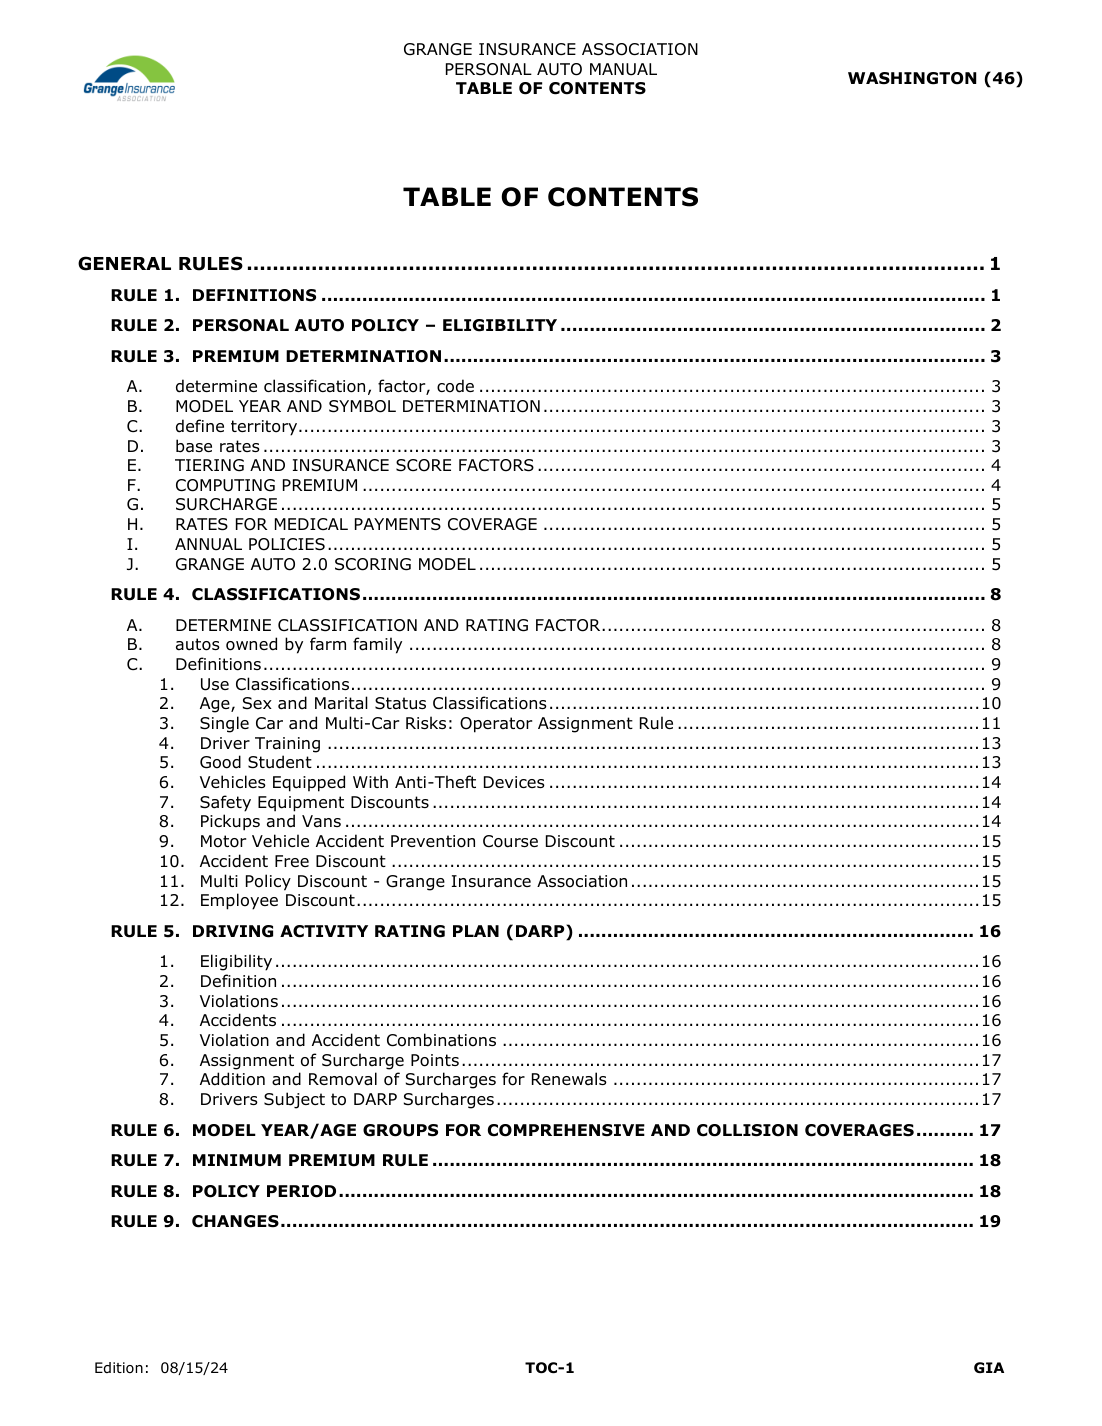 GRANGE INSURANCE ASSOCIATION
PERSONAL AUTO MANUAL
TABLE OF CONTENTS
WASHINGTON (46)
GrangeInsurance
ASSOCIATION
TABLE OF CONTENTS
GENERAL RULES ........ 1
RULE 1. DEFINITIONS ........ 1
RULE 2. PERSONAL AUTO POLICY – ELIGIBILITY ........ 2
RULE 3. PREMIUM DETERMINATION ........ 3
A. determine classification, factor, code ........ 3
B. MODEL YEAR AND SYMBOL DETERMINATION ........ 3
C. define territory ........ 3
D. base rates ........ 3
E. TIERING AND INSURANCE SCORE FACTORS ........ 4
F. COMPUTING PREMIUM ........ 4
G. SURCHARGE ........ 5
H. RATES FOR MEDICAL PAYMENTS COVERAGE ........ 5
I. ANNUAL POLICIES ........ 5
J. GRANGE AUTO 2.0 SCORING MODEL ........ 5
RULE 4. CLASSIFICATIONS ........ 8
A. DETERMINE CLASSIFICATION AND RATING FACTOR ........ 8
B. autos owned by farm family ........ 8
C. Definitions ........ 9
1. Use Classifications ........ 9
2. Age, Sex and Marital Status Classifications ........ 10
3. Single Car and Multi-Car Risks: Operator Assignment Rule ........ 11
4. Driver Training ........ 13
5. Good Student ........ 13
6. Vehicles Equipped With Anti-Theft Devices ........ 14
7. Safety Equipment Discounts ........ 14
8. Pickups and Vans ........ 14
9. Motor Vehicle Accident Prevention Course Discount ........ 15
10. Accident Free Discount ........ 15
11. Multi Policy Discount - Grange Insurance Association ........ 15
12. Employee Discount ........ 15
RULE 5. DRIVING ACTIVITY RATING PLAN (DARP) ........ 16
1. Eligibility ........ 16
2. Definition ........ 16
3. Violations ........ 16
4. Accidents ........ 16
5. Violation and Accident Combinations ........ 16
6. Assignment of Surcharge Points ........ 17
7. Addition and Removal of Surcharges for Renewals ........ 17
8. Drivers Subject to DARP Surcharges ........ 17
RULE 6. MODEL YEAR/AGE GROUPS FOR COMPREHENSIVE AND COLLISION COVERAGES ........ 17
RULE 7. MINIMUM PREMIUM RULE ........ 18
RULE 8. POLICY PERIOD ........ 18
RULE 9. CHANGES ........ 19
Edition: 08/15/24 TOC-1 GIA